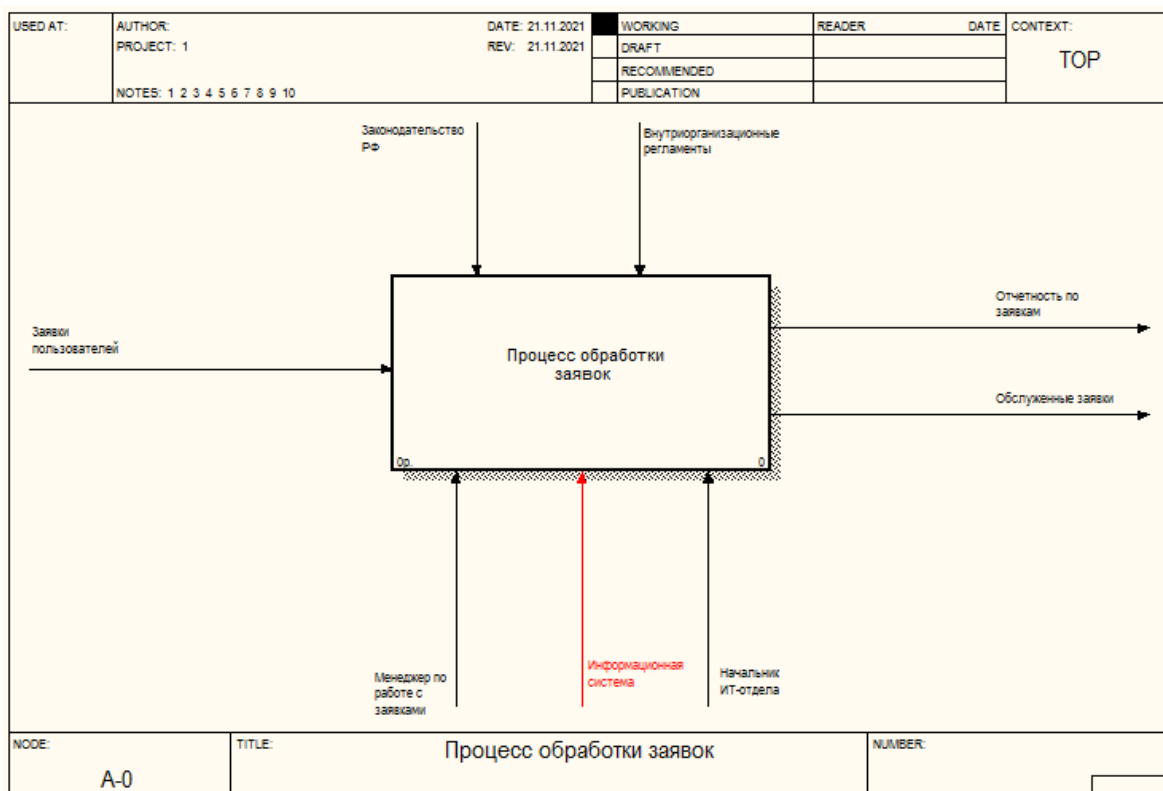 USED AT:
AUTHOR:
DATE: 21.11.2021
WORKING
READER
DATE
CONTEXT:
PROJECT: 1
REV: 21.11.2021
DRAFT
TOP
RECOMMENDED
NOTES: 1 2 3 4 5 6 7 8 9 10
PUBLICATION
Законодательство
РФ
Внутриорганизационные
регламенты
Заявки
пользователей
Процесс обработки
заявок
0р.
0
Отчетность по
заявкам
Обслуженные заявки
Менеджер по
работе с
заявками
Информационная
система
Начальник
ИТ-отдела
NODE:
A-0
TITLE:
Процесс обработки заявок
NUMBER: